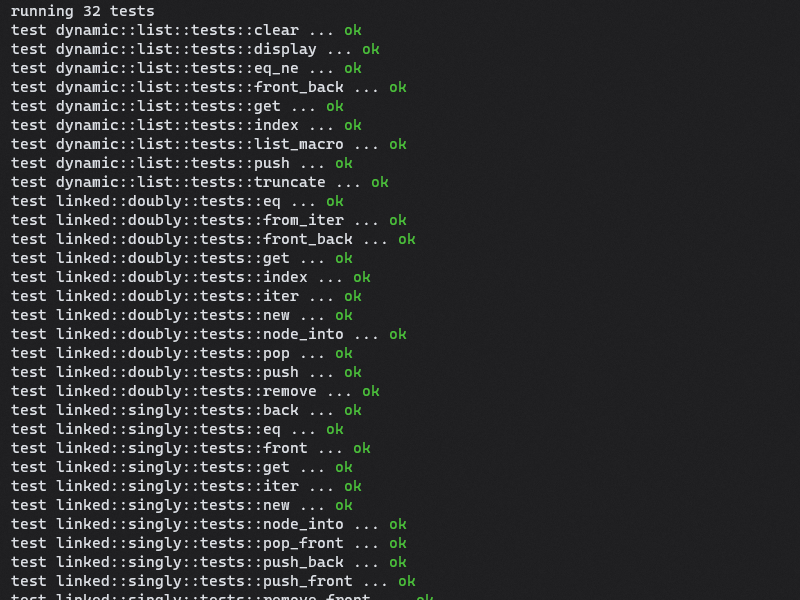 running 32 tests
test dynamic::list::tests::clear ... ok
test dynamic::list::tests::display ... ok
test dynamic::list::tests::eq_ne ... ok
test dynamic::list::tests::front_back ... ok
test dynamic::list::tests::get ... ok
test dynamic::list::tests::index ... ok
test dynamic::list::tests::list_macro ... ok
test dynamic::list::tests::push ... ok
test dynamic::list::tests::truncate ... ok
test linked::doubly::tests::eq ... ok
test linked::doubly::tests::from_iter ... ok
test linked::doubly::tests::front_back ... ok
test linked::doubly::tests::get ... ok
test linked::doubly::tests::index ... ok
test linked::doubly::tests::iter ... ok
test linked::doubly::tests::new ... ok
test linked::doubly::tests::node_into ... ok
test linked::doubly::tests::pop ... ok
test linked::doubly::tests::push ... ok
test linked::doubly::tests::remove ... ok
test linked::singly::tests::back ... ok
test linked::singly::tests::eq ... ok
test linked::singly::tests::front ... ok
test linked::singly::tests::get ... ok
test linked::singly::tests::iter ... ok
test linked::singly::tests::new ... ok
test linked::singly::tests::node_into ... ok
test linked::singly::tests::pop_front ... ok
test linked::singly::tests::push_back ... ok
test linked::singly::tests::push_front ... ok
test linked::singly::tests::remove_front ... ok